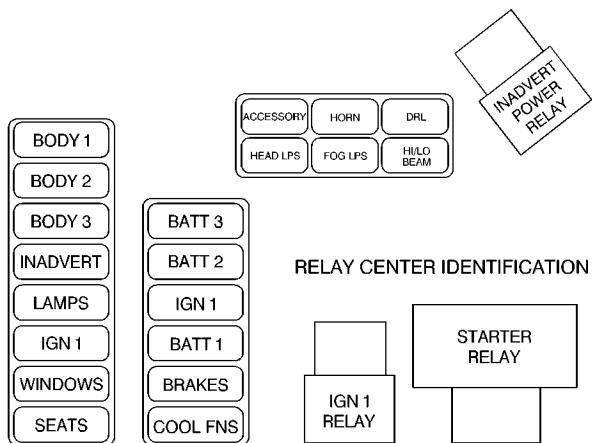 INADVERT
POWER
RELAY
ACCESSORY
HORN
DRL
HEAD LPS
FOG LPS
HI/LO
BEAM
BODY 1
BODY 2
BODY 3
INADVERT
LAMPS
IGN 1
WINDOWS
SEATS
BATT 3
BATT 2
IGN 1
BATT 1
BRAKES
COOL FNS
RELAY CENTER IDENTIFICATION
IGN 1
RELAY
STARTER
RELAY